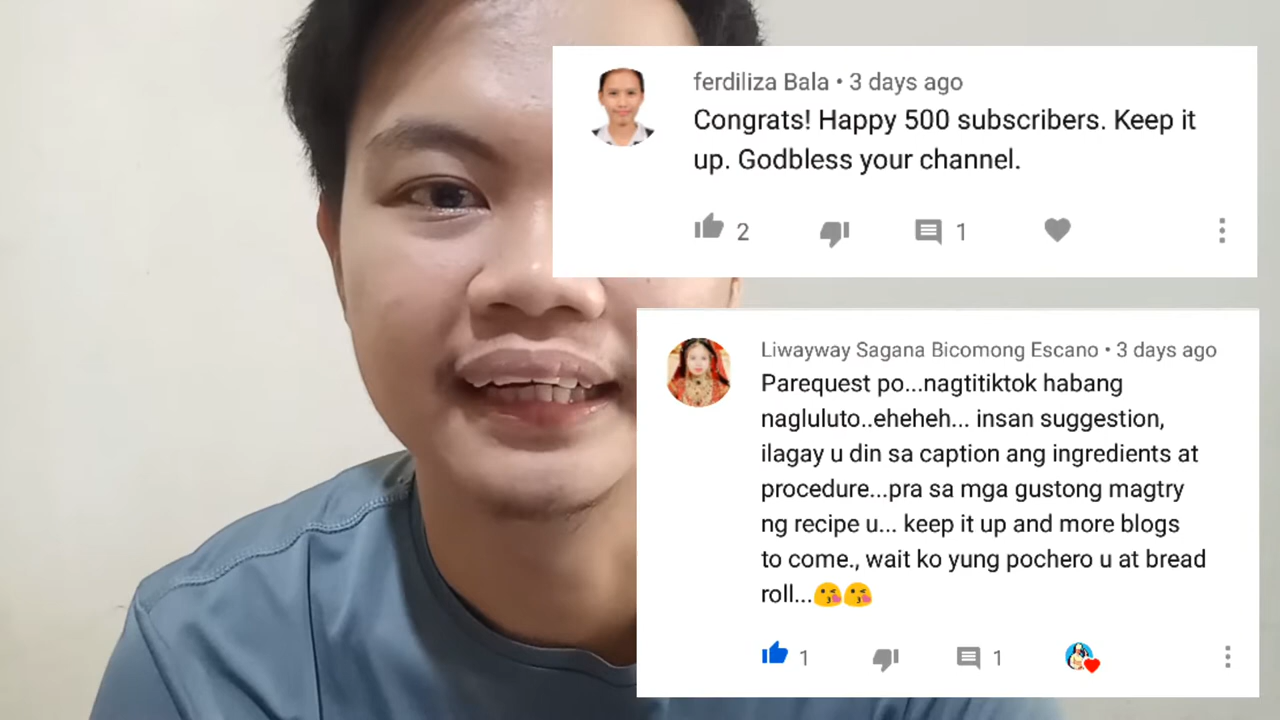 ferdiliza Bala • 3 days ago
Congrats! Happy 500 subscribers. Keep it
up. Godbless your channel.
2
1
Liwayway Sagana Bicomong Escano • 3 days ago
Parequest po...nagtitiktok habang
nagluluto..eheheh... insan suggestion,
ilagay u din sa caption ang ingredients at
procedure...pra sa mga gustong magtry
ng recipe u... keep it up and more blogs
to come., wait ko yung pochero u at bread
roll...😘😘
1
1